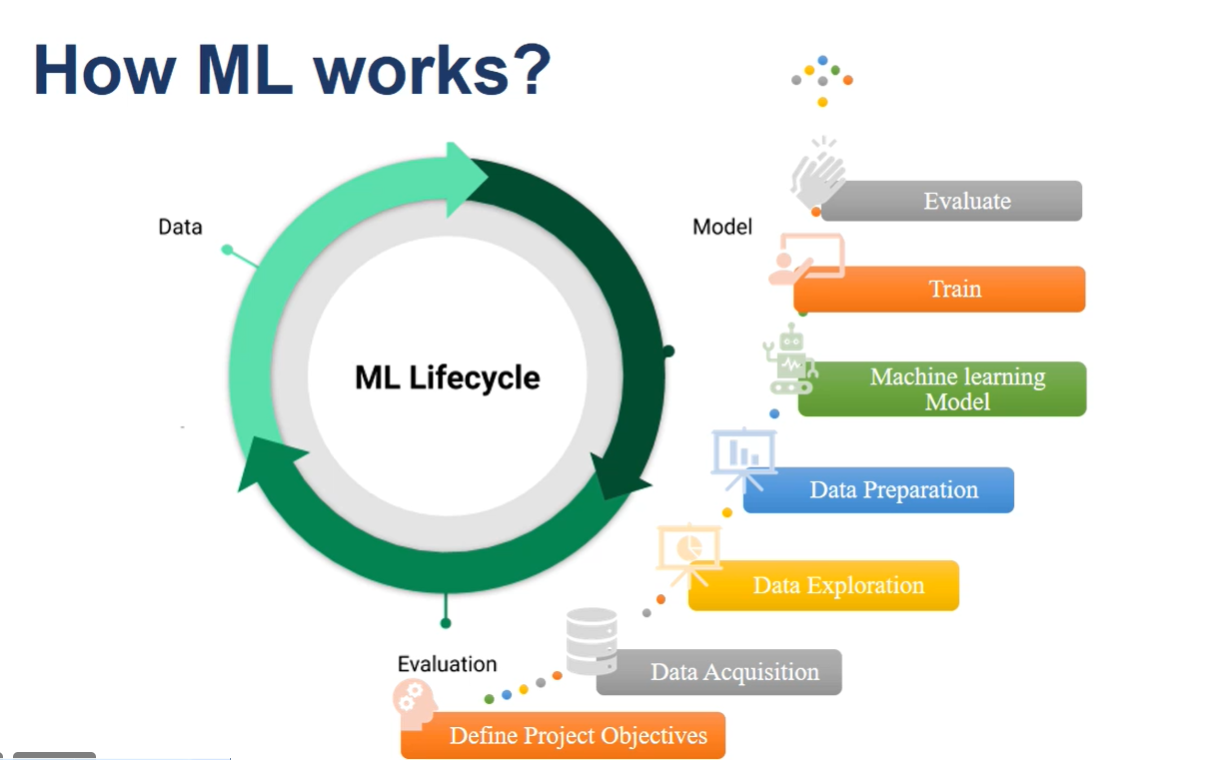 How ML works?
Data
Model
ML Lifecycle
Evaluation
Evaluate
Train
Machine learning
Model
Data Preparation
Data Exploration
Data Acquisition
Define Project Objectives